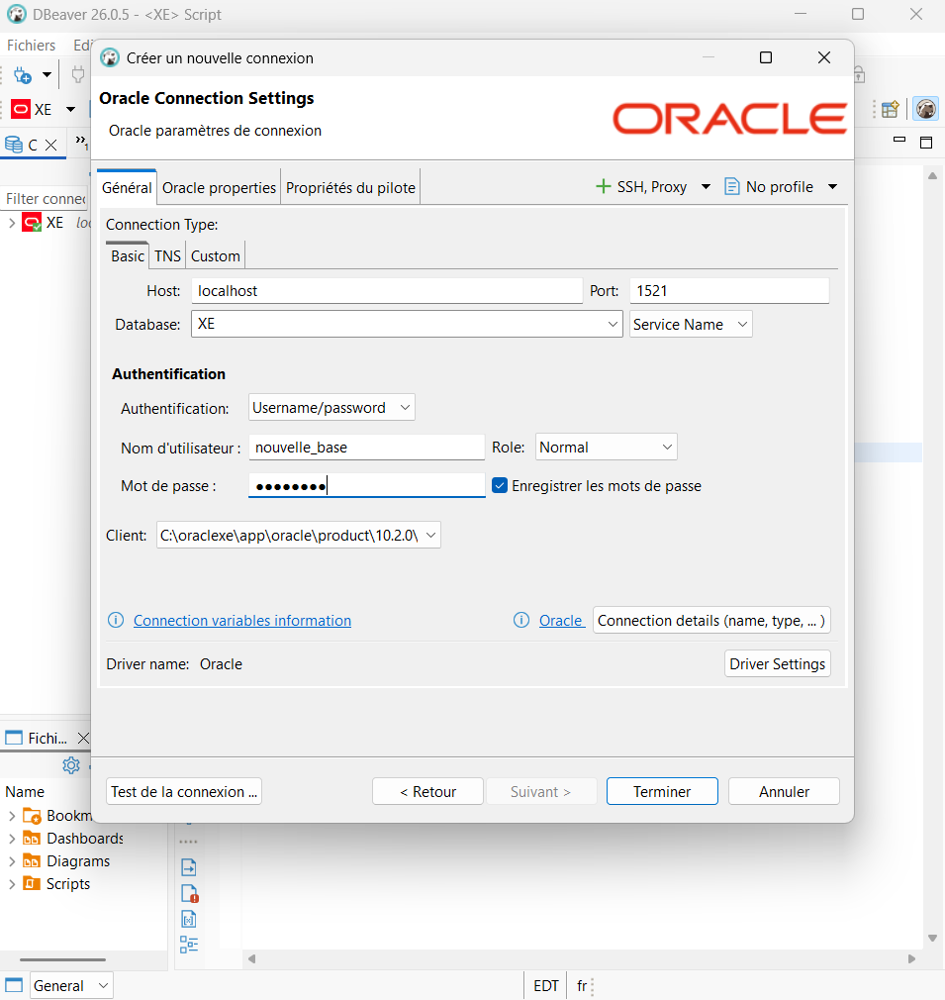 DBeaver 26.0.5 - <XE> Script
Fichiers
Créer un nouvelle connexion
XE
Oracle Connection Settings
Oracle paramètres de connexion
ORACLE
C
Général
Oracle properties
Propriétés du pilote
SSH, Proxy
No profile
Filter connec
XE
Connection Type:
Basic
TNS
Custom
Host:
localhost
Port:
1521
Database:
XE
Service Name
Authentification
Authentification:
Username/password
Nom d'utilisateur :
nouvelle_base
Role:
Normal
Mot de passe :
●●●●●●●●
Enregistrer les mots de passe
Client:
C:\oraclexe\app\oracle\product\10.2.0\
Connection variables information
Oracle
Connection details (name, type, ... )
Driver name:
Oracle
Driver Settings
Fichi...
Test de la connexion ...
< Retour
Suivant >
Terminer
Annuler
Name
Bookm
Dashboards
Diagrams
Scripts
General
EDT
fr